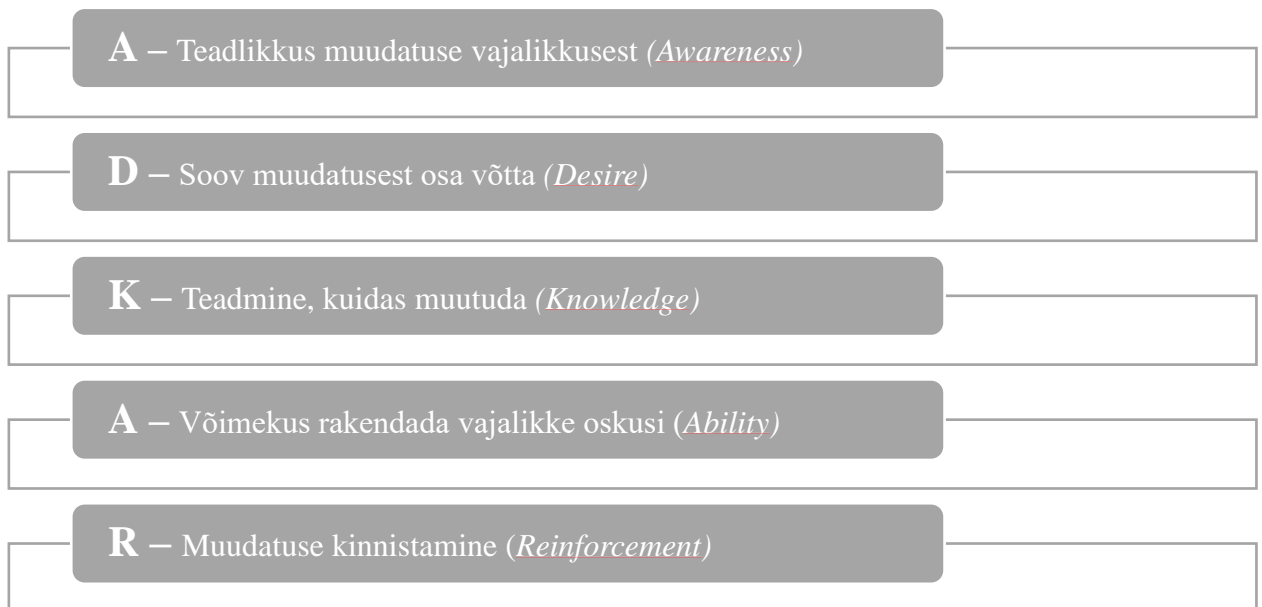 A – Teadlikkus muudatuse vajalikkusest (Awareness)
D – Soov muudatusest osa võtta (Desire)
K – Teadmine, kuidas muutuda (Knowledge)
A – Võimekus rakendada vajalikke oskusi (Ability)
R – Muudatuse kinnistamine (Reinforcement)